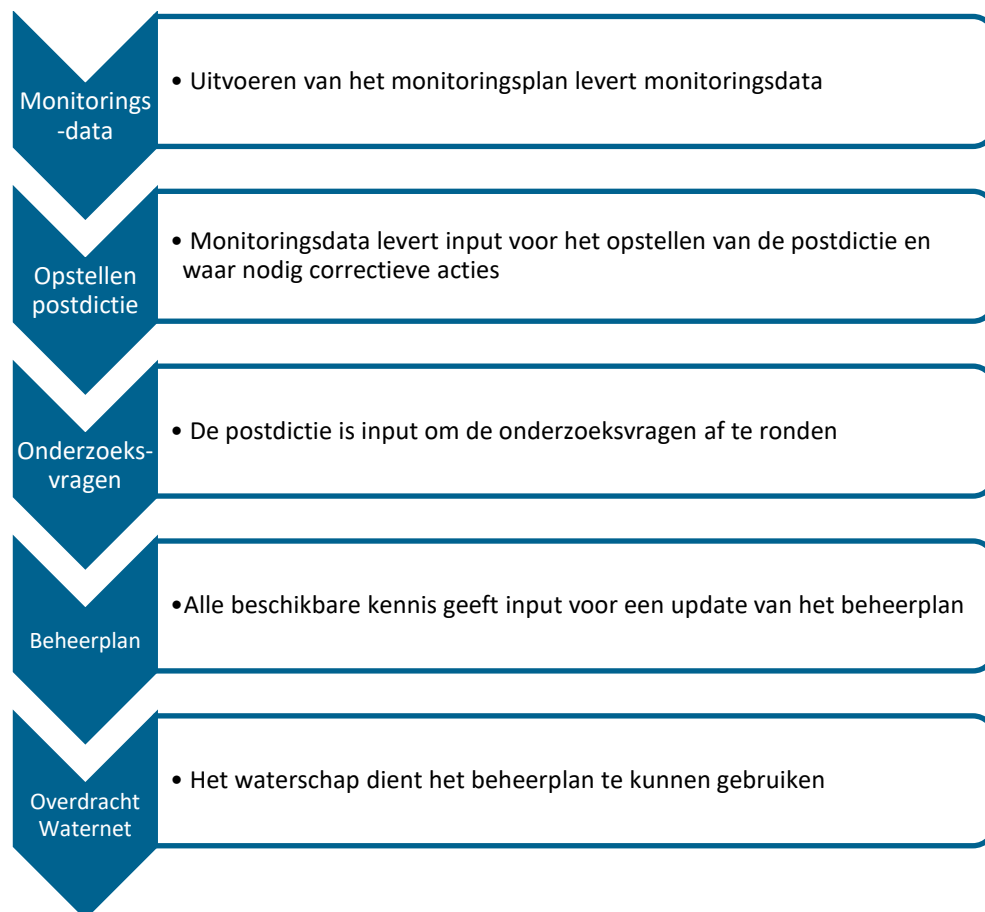 Monitorings
-data
• Uitvoeren van het monitoringsplan levert monitoringsdata
Opstellen
postdictie
• Monitoringsdata levert input voor het opstellen van de postdictie en
waar nodig correctieve acties
Onderzoeks-
vragen
• De postdictie is input om de onderzoeksvragen af te ronden
Beheerplan
•Alle beschikbare kennis geeft input voor een update van het beheerplan
Overdracht
Waternet
• Het waterschap dient het beheerplan te kunnen gebruiken